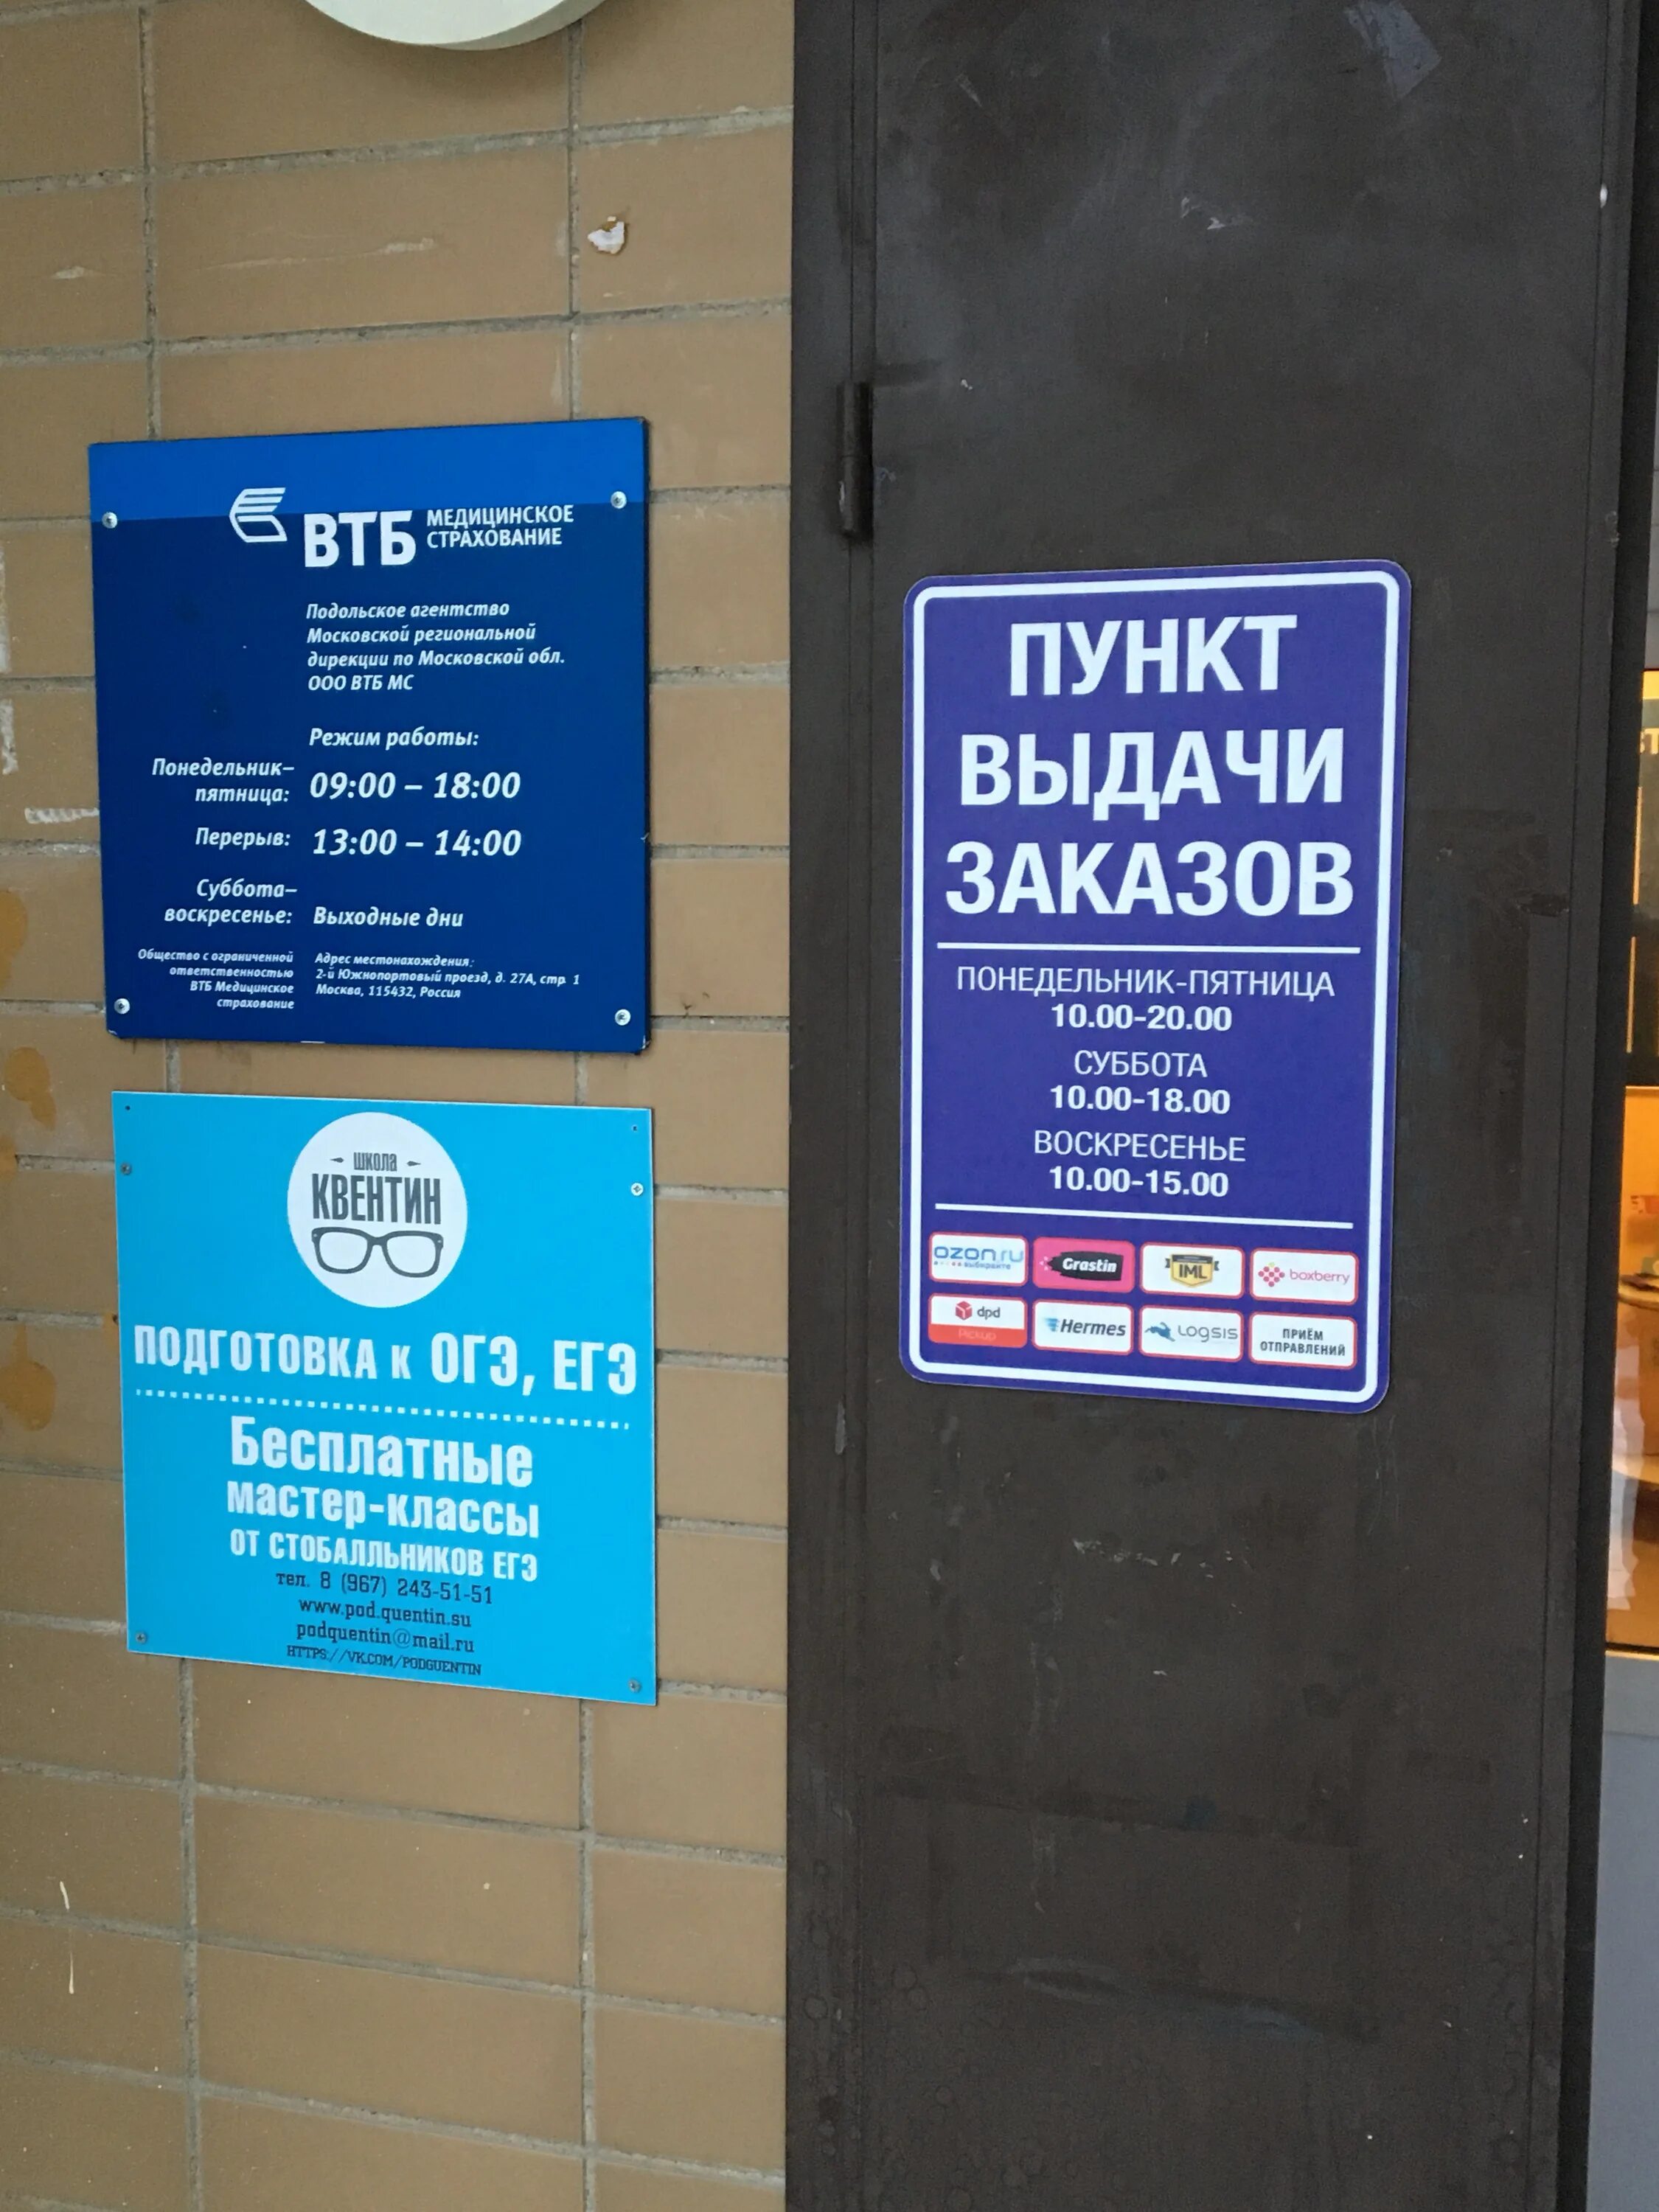 ВТБ МЕДИЦИНСКОЕ
СТРАХОВАНИЕ
Подольское агентство
Московской региональной
дирекции по Московской обл.
ООО ВТБ МС
Режим работы:
Понедельник–
пятница: 09:00 – 18:00
Перерыв: 13:00 – 14:00
Суббота–
воскресенье: Выходные дни
Общество с ограниченной
ответственностью
ВТБ Медицинское
страхование
Адрес местонахождения:
2-й Южнопортовый проезд, д. 27А, стр. 1
Москва, 115432, Россия
ШКОЛА
КВЕНТИН
ПОДГОТОВКА к ОГЭ, ЕГЭ
Бесплатные
мастер-классы
ОТ СТОБАЛЛЬНИКОВ ЕГЭ
тел. 8 (967) 243-51-51
www.pod.quentin.su
podquentin@mail.ru
HTTPS://VK.COM/PODGUENTIN
ПУНКТ
ВЫДАЧИ
ЗАКАЗОВ
ПОНЕДЕЛЬНИК-ПЯТНИЦА
10.00-20.00
СУББОТА
10.00-18.00
ВОСКРЕСЕНЬЕ
10.00-15.00
OZON.RU
выбирайте
Grastin
IML
boxberry
dpd
Pickup
Hermes
LOGSIS
ПРИЁМ
ОТПРАВЛЕНИЙ